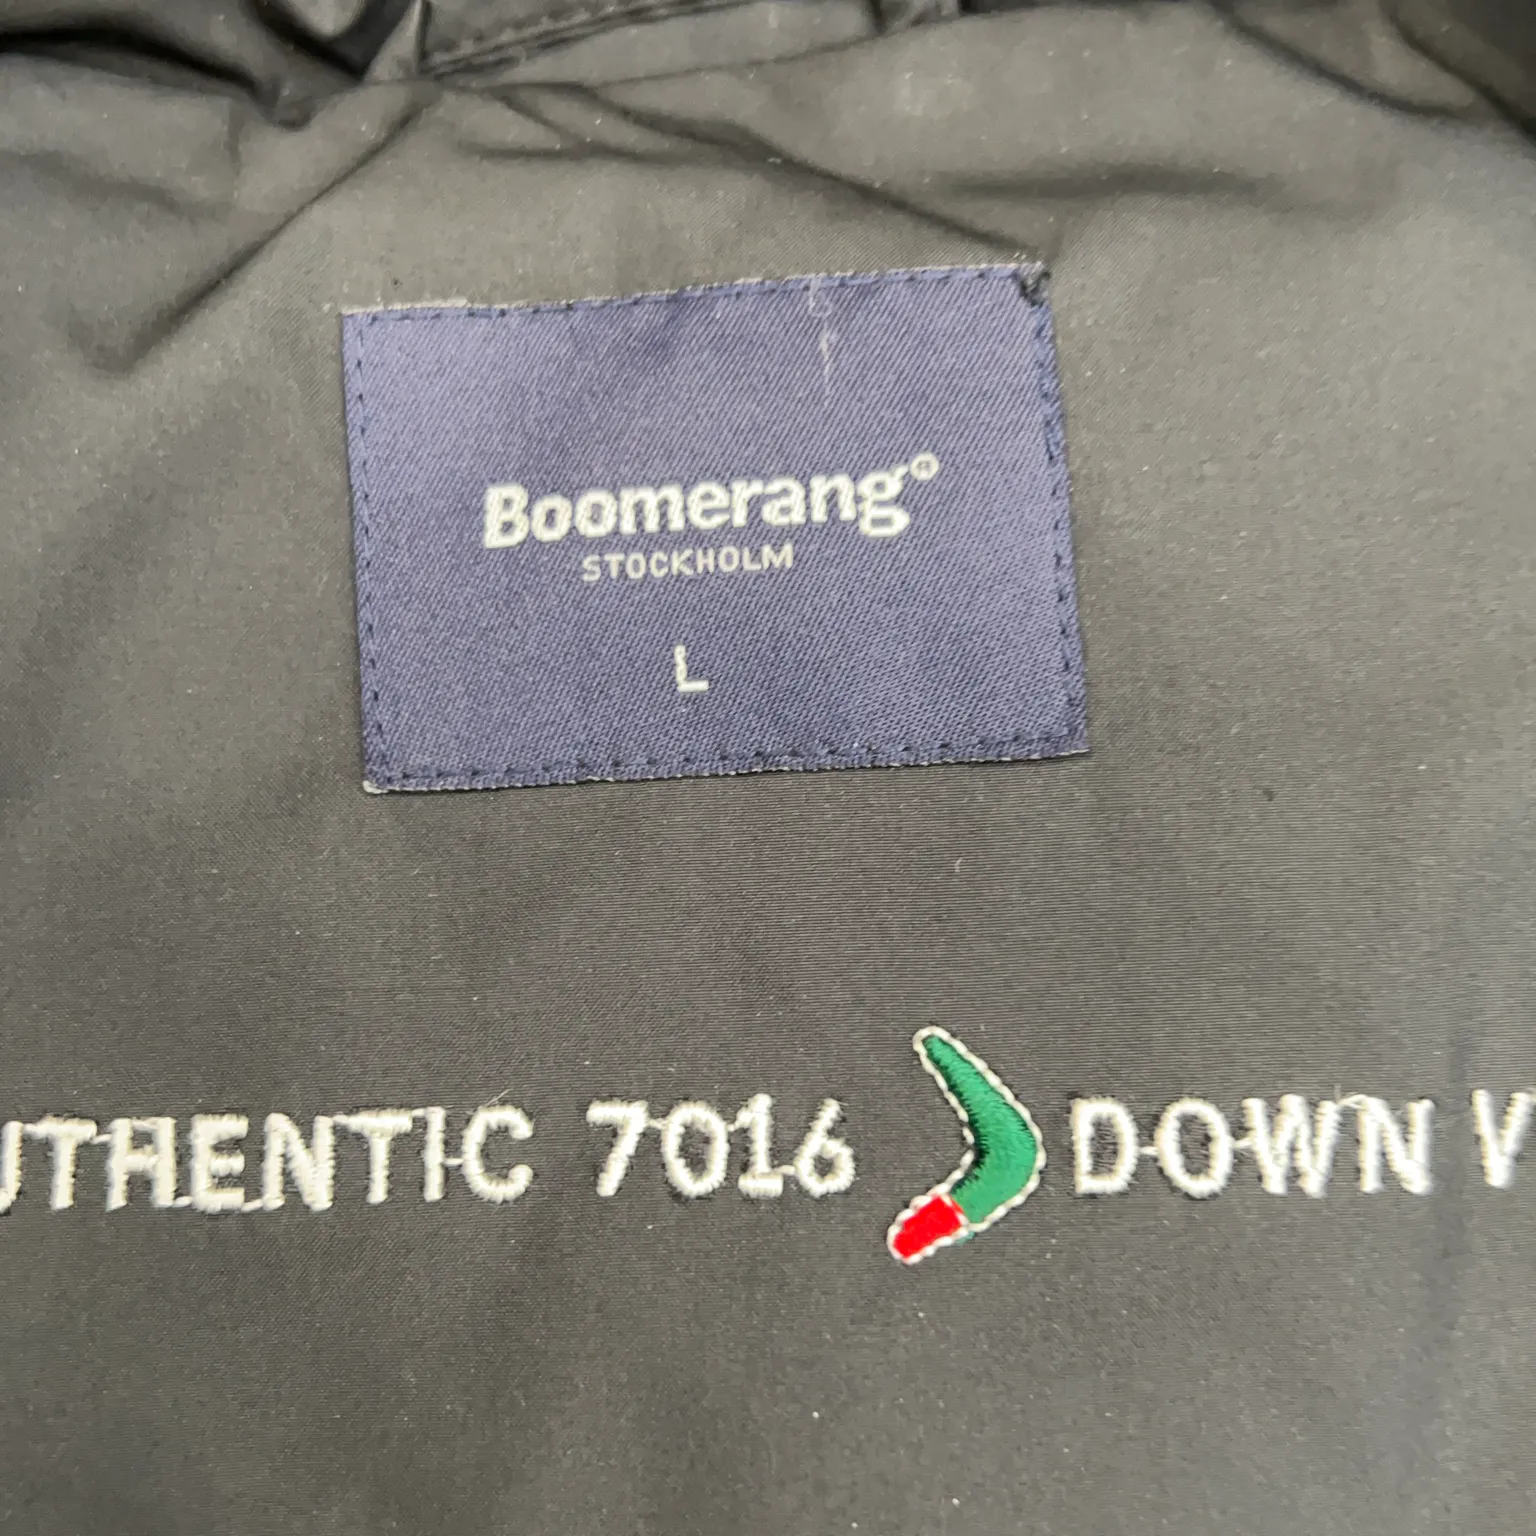 Boomerang®
STOCKHOLM
L
UTHENTIC 7016 DOWN V